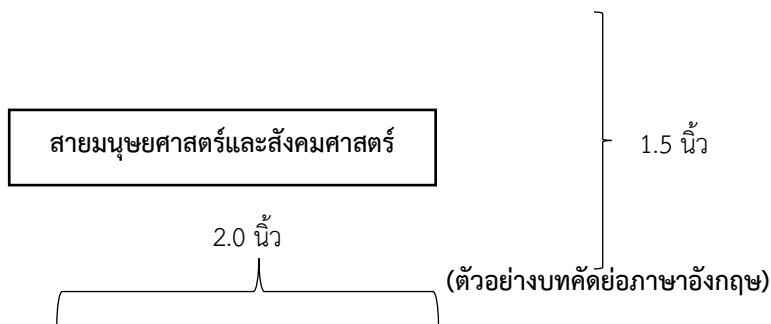 สายมนุษยศาสตร์และสังคมศาสตร์
1.5 นิ้ว
2.0 นิ้ว
(ตัวอย่างบทคัดย่อภาษาอังกฤษ)